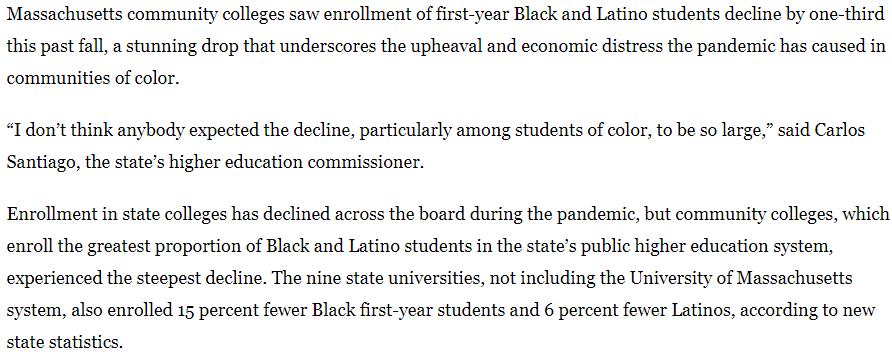 Massachusetts community colleges saw enrollment of first-year Black and Latino students decline by one-third
this past fall, a stunning drop that underscores the upheaval and economic distress the pandemic has caused in
communities of color.
“I don’t think anybody expected the decline, particularly among students of color, to be so large,” said Carlos
Santiago, the state’s higher education commissioner.
Enrollment in state colleges has declined across the board during the pandemic, but community colleges, which
enroll the greatest proportion of Black and Latino students in the state’s public higher education system,
experienced the steepest decline. The nine state universities, not including the University of Massachusetts
system, also enrolled 15 percent fewer Black first-year students and 6 percent fewer Latinos, according to new
state statistics.